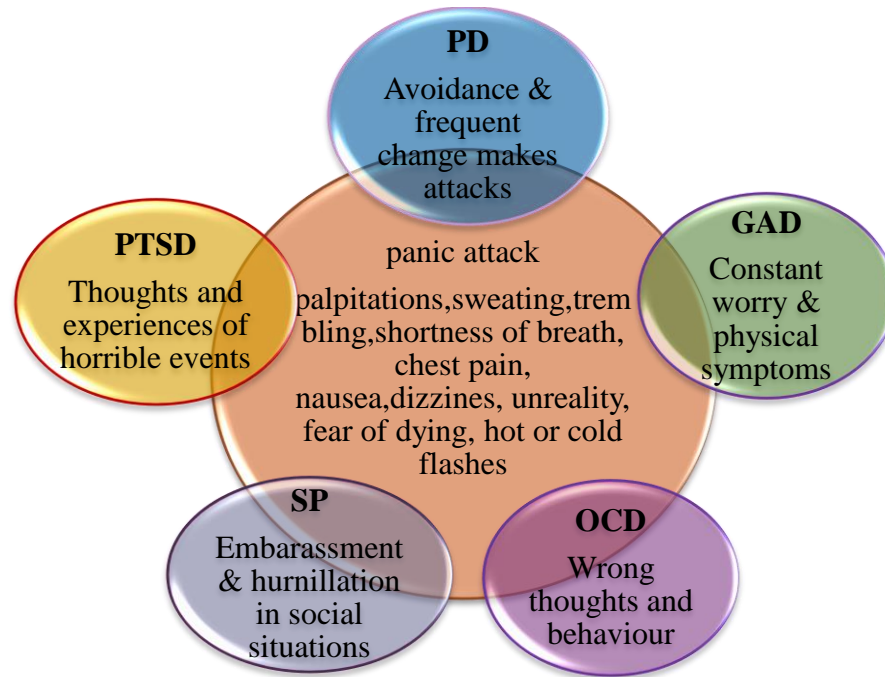 PD
Avoidance &
frequent
change makes
attacks
PTSD
Thoughts and
experiences of
horrible events
panic attack
palpitations,sweating,trem
bling,shortness of breath,
chest pain,
nausea,dizzines, unreality,
fear of dying, hot or cold
flashes
GAD
Constant
worry &
physical
symptoms
SP
Embarassment
& hurnillation
in social
situations
OCD
Wrong
thoughts and
behaviour